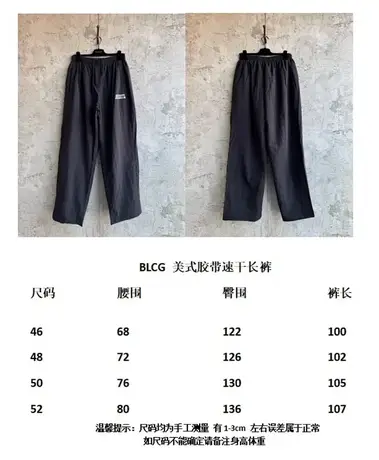 BLCG 美式胶带速干长裤
尺码 腰围 臀围 裤长
46 68 122 100
48 72 126 102
50 76 130 105
52 80 136 107
温馨提示：尺码均为手工测量 有1-3cm 左右误差属于正常
如尺码不能确定请备注身高体重